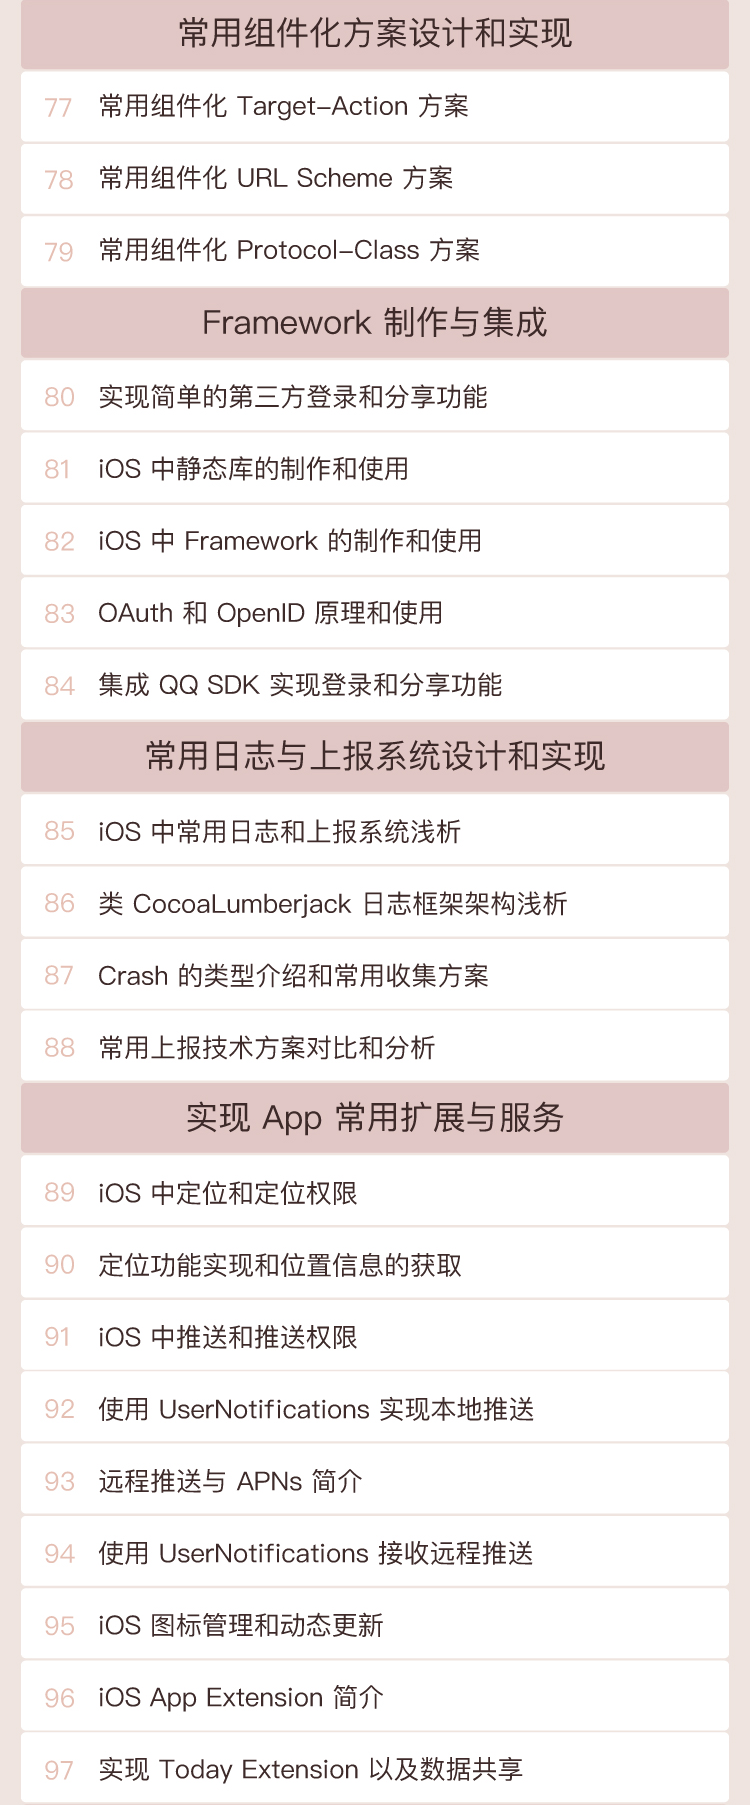 常用组件化方案设计和实现
77 常用组件化 Target-Action 方案
78 常用组件化 URL Scheme 方案
79 常用组件化 Protocol-Class 方案
Framework 制作与集成
80 实现简单的第三方登录和分享功能
81 iOS 中静态库的制作和使用
82 iOS 中 Framework 的制作和使用
83 OAuth 和 OpenID 原理和使用
84 集成 QQ SDK 实现登录和分享功能
常用日志与上报系统设计和实现
85 iOS 中常用日志和上报系统浅析
86 类 CocoaLumberjack 日志框架架构浅析
87 Crash 的类型介绍和常用收集方案
88 常用上报技术方案对比和分析
实现 App 常用扩展与服务
89 iOS 中定位和定位权限
90 定位功能实现和位置信息的获取
91 iOS 中推送和推送权限
92 使用 UserNotifications 实现本地推送
93 远程推送与 APNs 简介
94 使用 UserNotifications 接收远程推送
95 iOS 图标管理和动态更新
96 iOS App Extension 简介
97 实现 Today Extension 以及数据共享